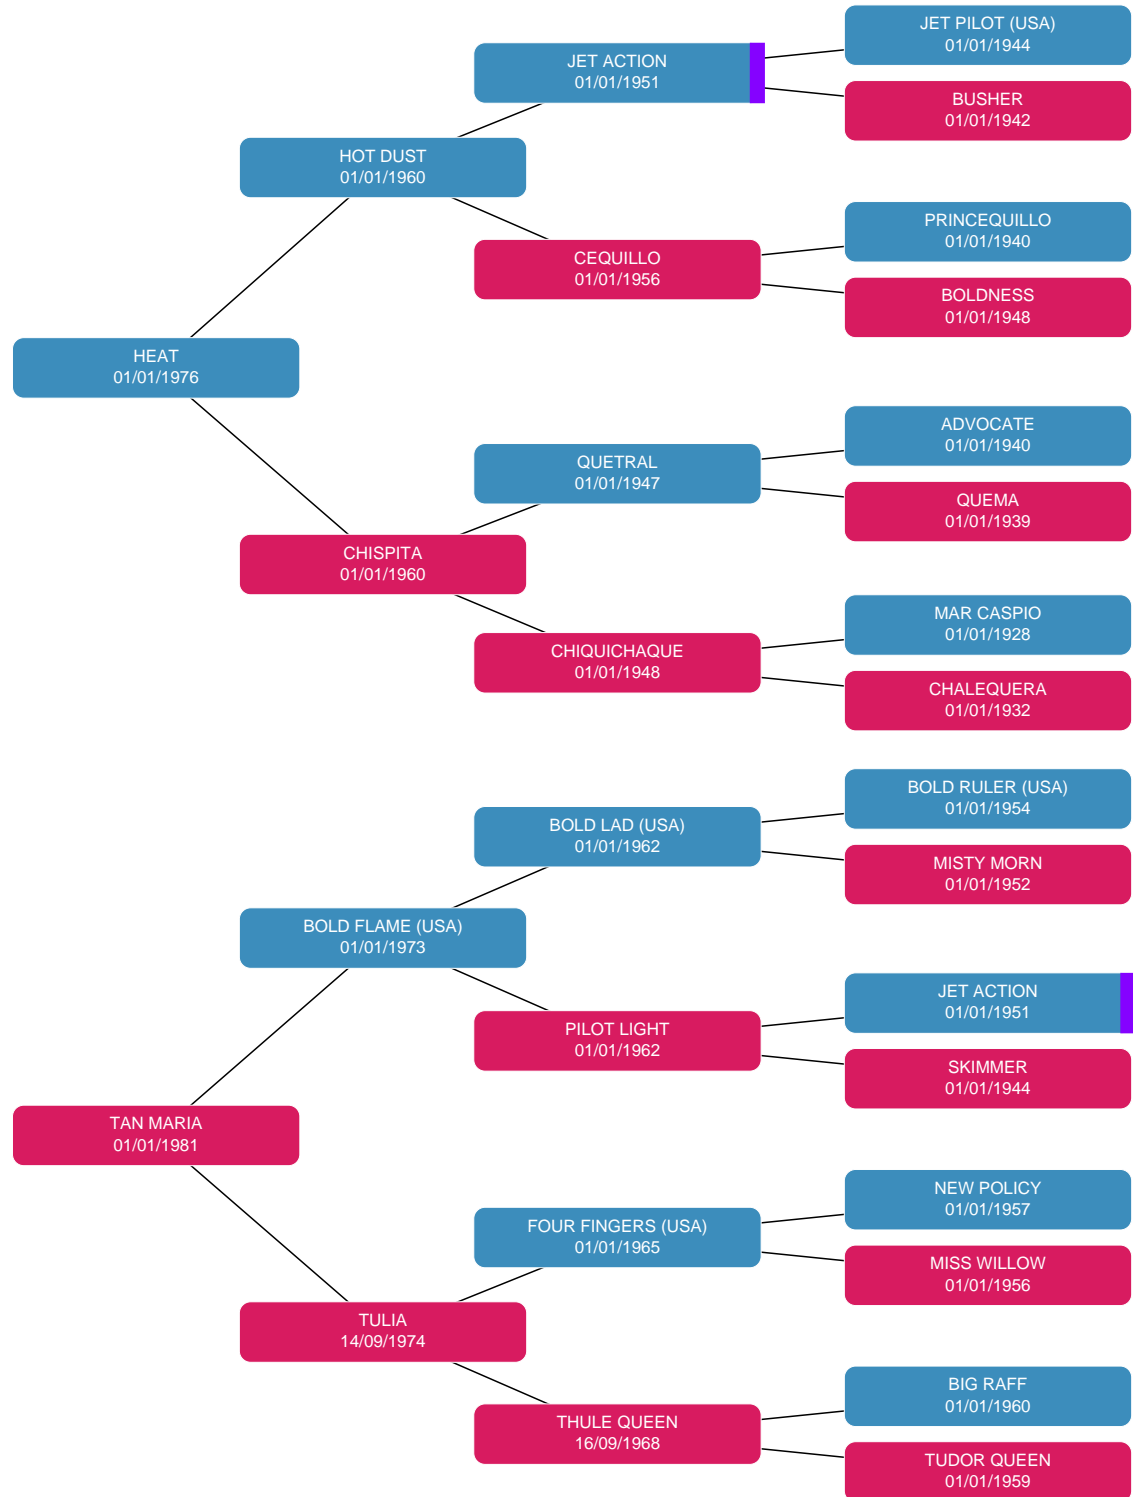 JET PILOT (USA)
01/01/1944
JET ACTION
01/01/1951
BUSHER
01/01/1942
HOT DUST
01/01/1960
PRINCEQUILLO
01/01/1940
CEQUILLO
01/01/1956
BOLDNESS
01/01/1948
HEAT
01/01/1976
ADVOCATE
01/01/1940
QUETRAL
01/01/1947
QUEMA
01/01/1939
CHISPITA
01/01/1960
MAR CASPIO
01/01/1928
CHIQUICHAQUE
01/01/1948
CHALEQUERA
01/01/1932
BOLD RULER (USA)
01/01/1954
BOLD LAD (USA)
01/01/1962
MISTY MORN
01/01/1952
BOLD FLAME (USA)
01/01/1973
JET ACTION
01/01/1951
PILOT LIGHT
01/01/1962
SKIMMER
01/01/1944
TAN MARIA
01/01/1981
NEW POLICY
01/01/1957
FOUR FINGERS (USA)
01/01/1965
MISS WILLOW
01/01/1956
TULIA
14/09/1974
BIG RAFF
01/01/1960
THULE QUEEN
16/09/1968
TUDOR QUEEN
01/01/1959